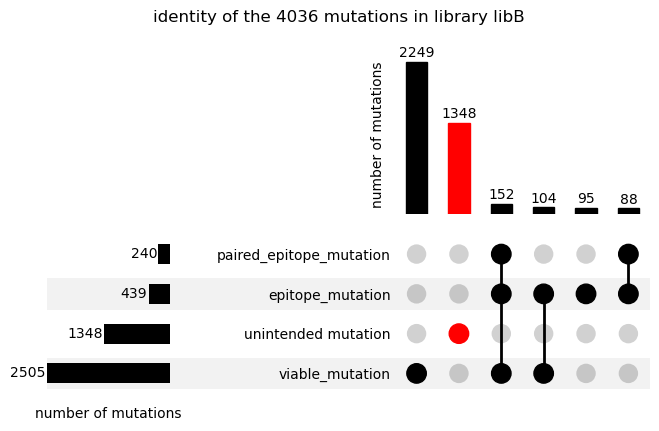 identity of the 4036 mutations in library libB
number of mutations
2249
1348
152
104
95
88
240
paired_epitope_mutation
439
epitope_mutation
1348
unintended mutation
2505
viable_mutation
number of mutations